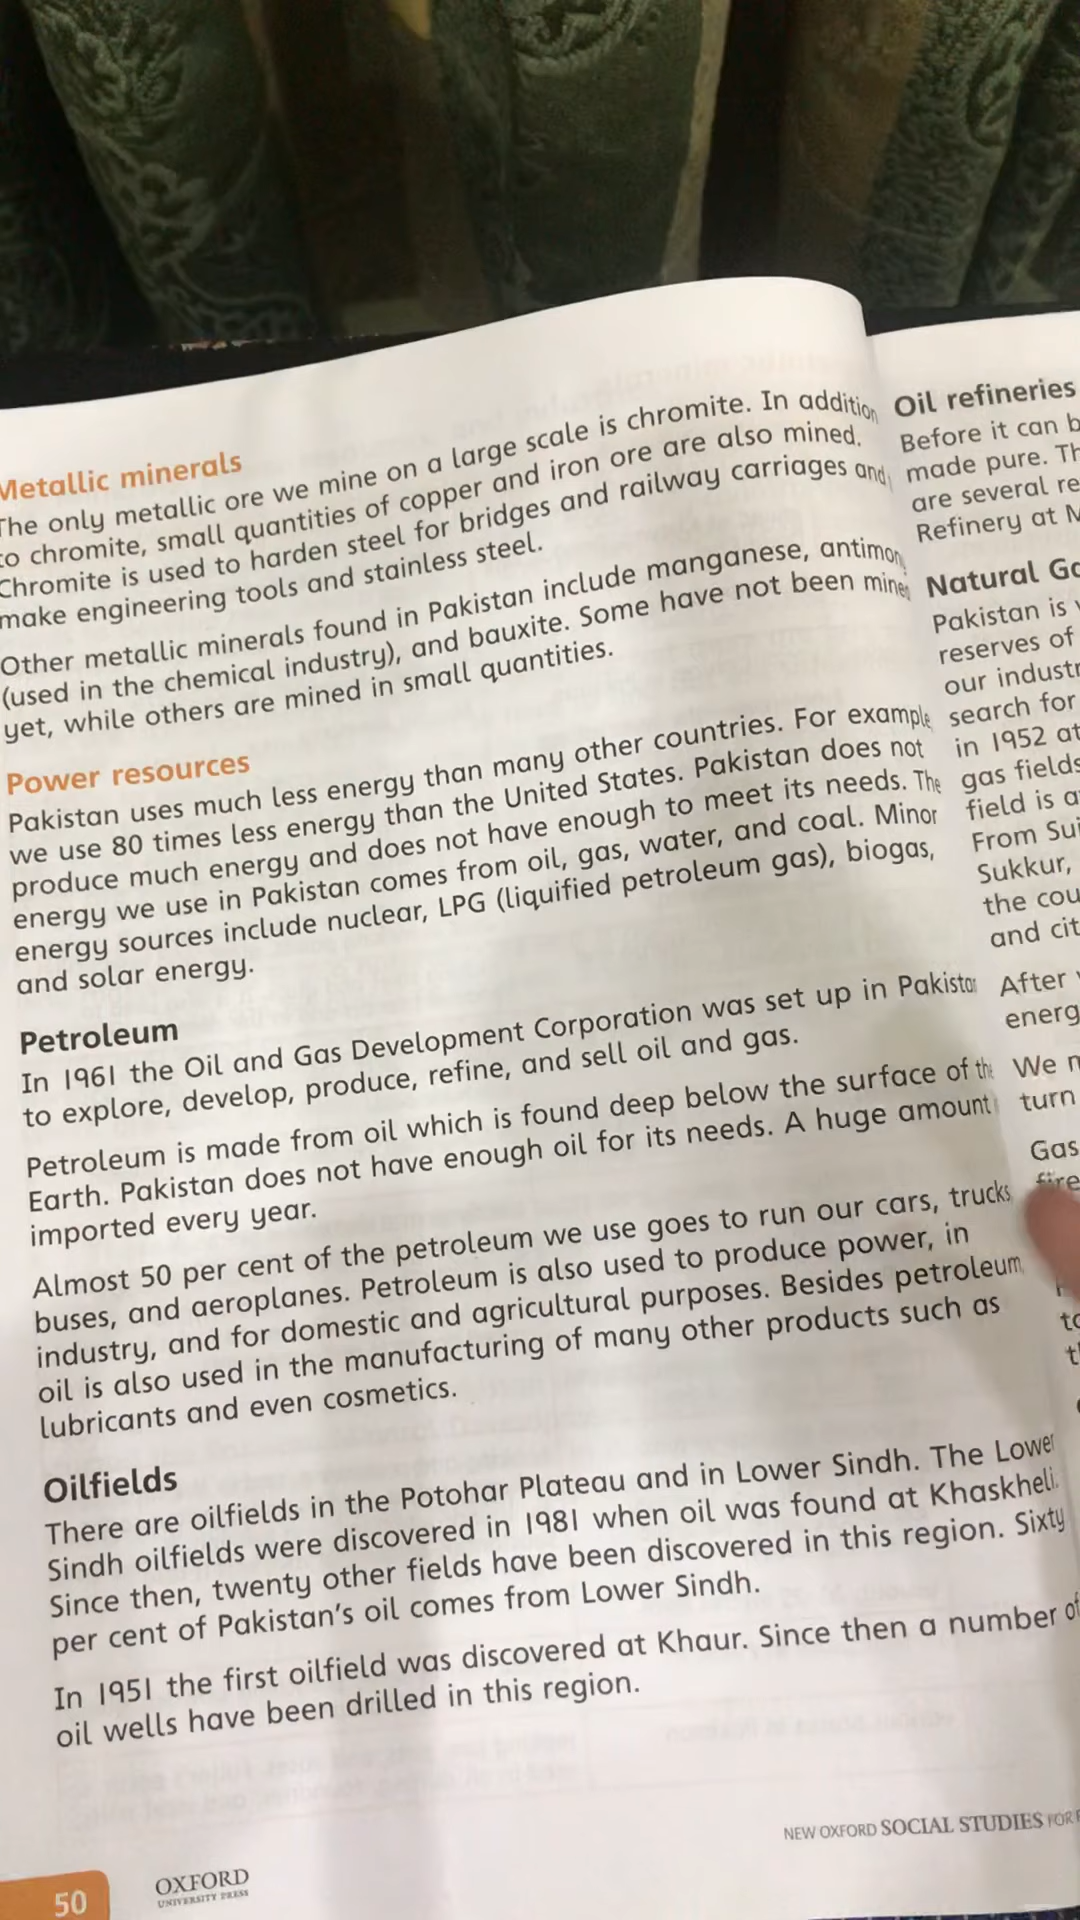 Metallic minerals
The only metallic ore we mine on a large scale is chromite. In addition
to chromite, small quantities of copper and iron ore are also mined.
Chromite is used to harden steel for bridges and railway carriages and
make engineering tools and stainless steel.
Other metallic minerals found in Pakistan include manganese, antimon
(used in the chemical industry), and bauxite. Some have not been mine
yet, while others are mined in small quantities.
Power resources
Pakistan uses much less energy than many other countries. For example
we use 80 times less energy than the United States. Pakistan does not
produce much energy and does not have enough to meet its needs. The
energy we use in Pakistan comes from oil, gas, water, and coal. Minor
energy sources include nuclear, LPG (liquified petroleum gas), biogas,
and solar energy.
Petroleum
In 1961 the Oil and Gas Development Corporation was set up in Pakista
to explore, develop, produce, refine, and sell oil and gas.
Petroleum is made from oil which is found deep below the surface of the
Earth. Pakistan does not have enough oil for its needs. A huge amount
imported every year.
Almost 50 per cent of the petroleum we use goes to run our cars, trucks
buses, and aeroplanes. Petroleum is also used to produce power, in
industry, and for domestic and agricultural purposes. Besides petroleum
oil is also used in the manufacturing of many other products such as
lubricants and even cosmetics.
Oilfields
There are oilfields in the Potohar Plateau and in Lower Sindh. The Lower
Sindh oilfields were discovered in 1981 when oil was found at Khaskheli.
Since then, twenty other fields have been discovered in this region. Sixty
per cent of Pakistan's oil comes from Lower Sindh.
In 1951 the first oilfield was discovered at Khaur. Since then a number of
oil wells have been drilled in this region.
50
OXFORD
UNIVERSITY PRESS
NEW OXFORD SOCIAL STUDIES FOR
Oil refineries
Before it can b
made pure. Th
are several re
Refinery at M
Natural Ga
Pakistan is
reserves of
our industr
search for
in 1952 at
gas fields
field is a
From Sui
Sukkur,
the cou
and cit
After
energ
We
turn
Gas
fire
to